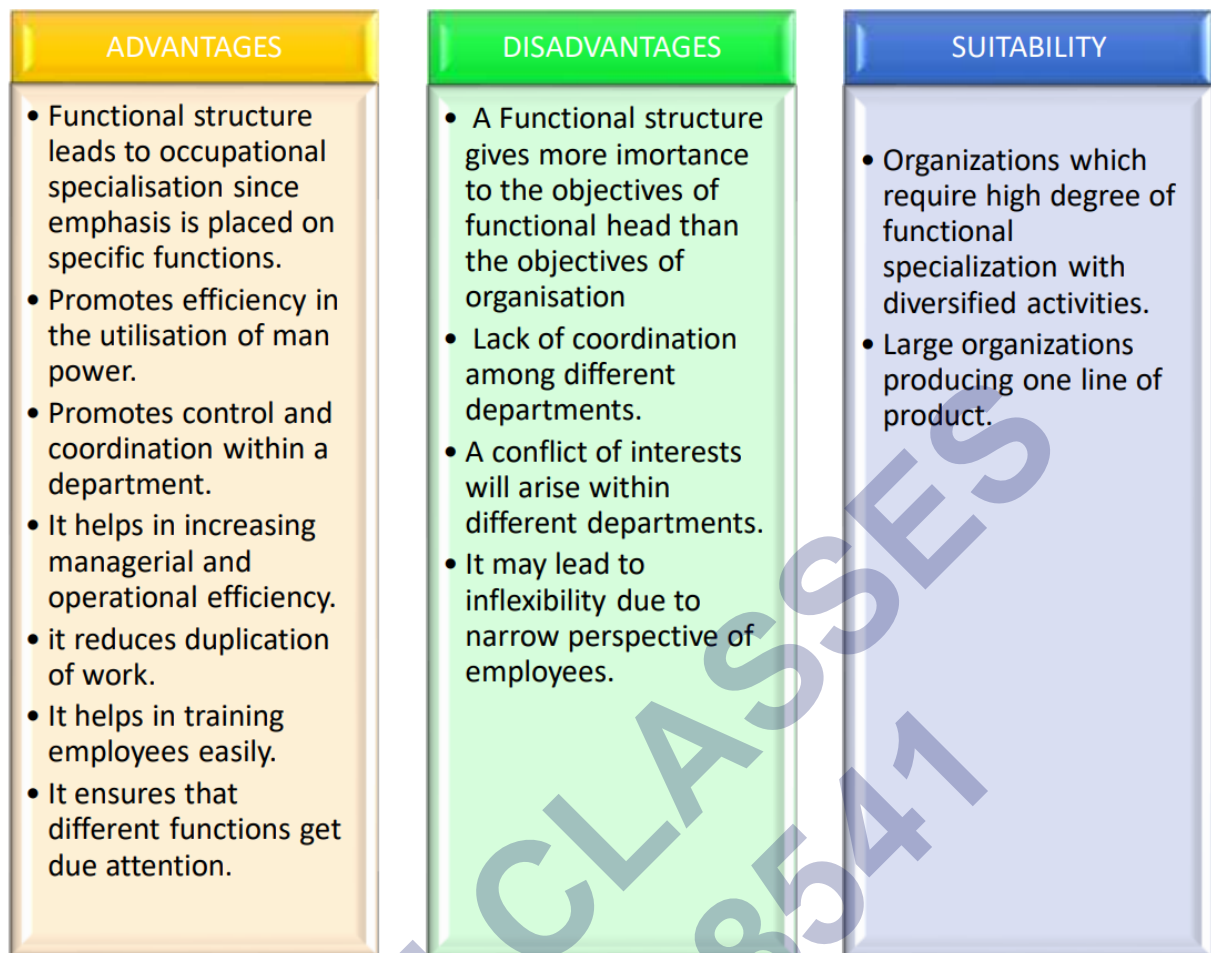 ADVANTAGES
• Functional structure
leads to occupational
specialisation since
emphasis is placed on
specific functions.
• Promotes efficiency in
the utilisation of man
power.
• Promotes control and
coordination within a
department.
• It helps in increasing
managerial and
operational efficiency.
• it reduces duplication
of work.
• It helps in training
employees easily.
• It ensures that
different functions get
due attention.
DISADVANTAGES
• A Functional structure
gives more imortance
to the objectives of
functional head than
the objectives of
organisation
• Lack of coordination
among different
departments.
• A conflict of interests
will arise within
different departments.
• It may lead to
inflexibility due to
narrow perspective of
employees.
SUITABILITY
• Organizations which
require high degree of
functional
specialization with
diversified activities.
• Large organizations
producing one line of
product.
CLASSES
8541